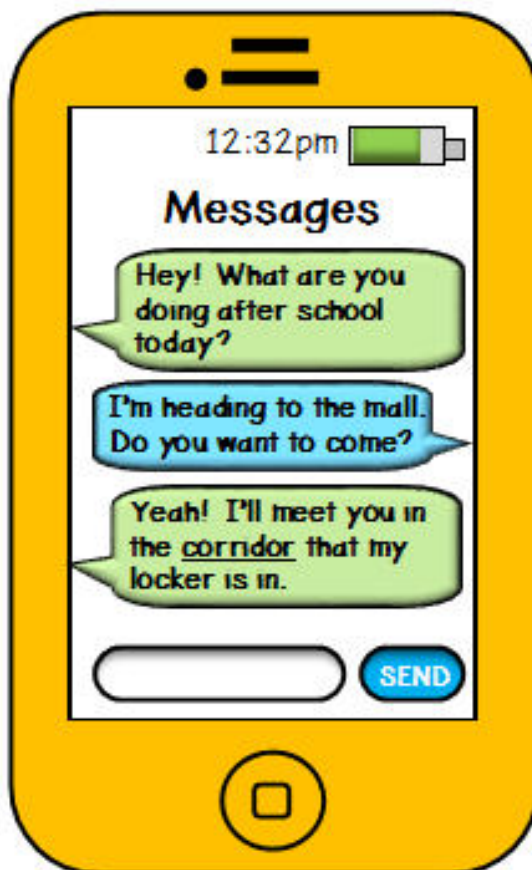 12:32pm
Messages
Hey! What are you
doing after school
today?
I'm heading to the mall.
Do you want to come?
Yeah! I'll meet you in
the corridor that my
locker is in.
SEND